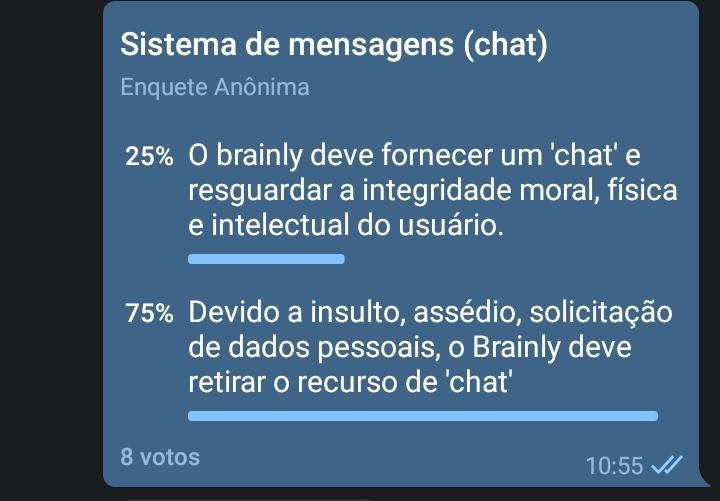 Sistema de mensagens (chat)
Enquete Anônima
25% O brainly deve fornecer um 'chat' e
resguardar a integridade moral, física
e intelectual do usuário.
75% Devido a insulto, assédio, solicitação
de dados pessoais, o Brainly deve
retirar o recurso de 'chat'
8 votos
10:55